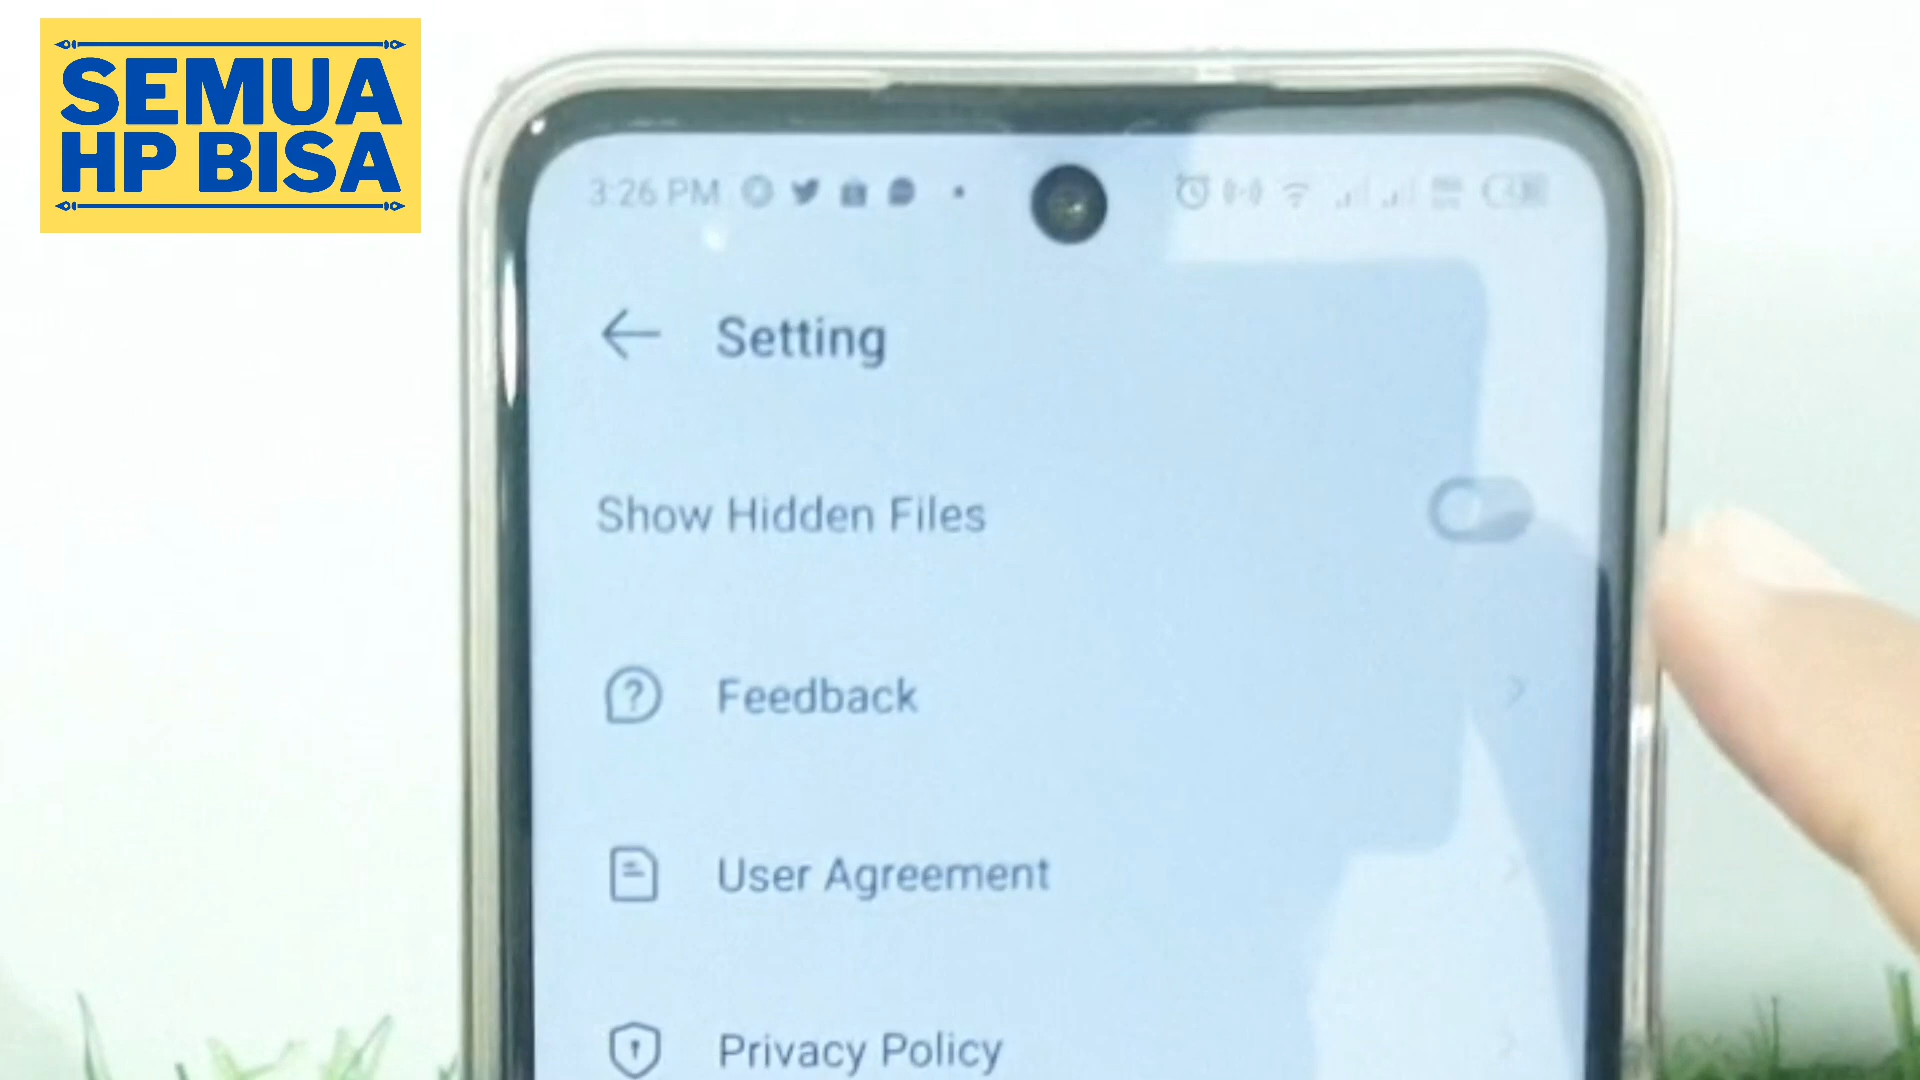 SEMUA
HP BISA
3:26 PM
Setting
Show Hidden Files
Feedback
User Agreement
Privacy Policy